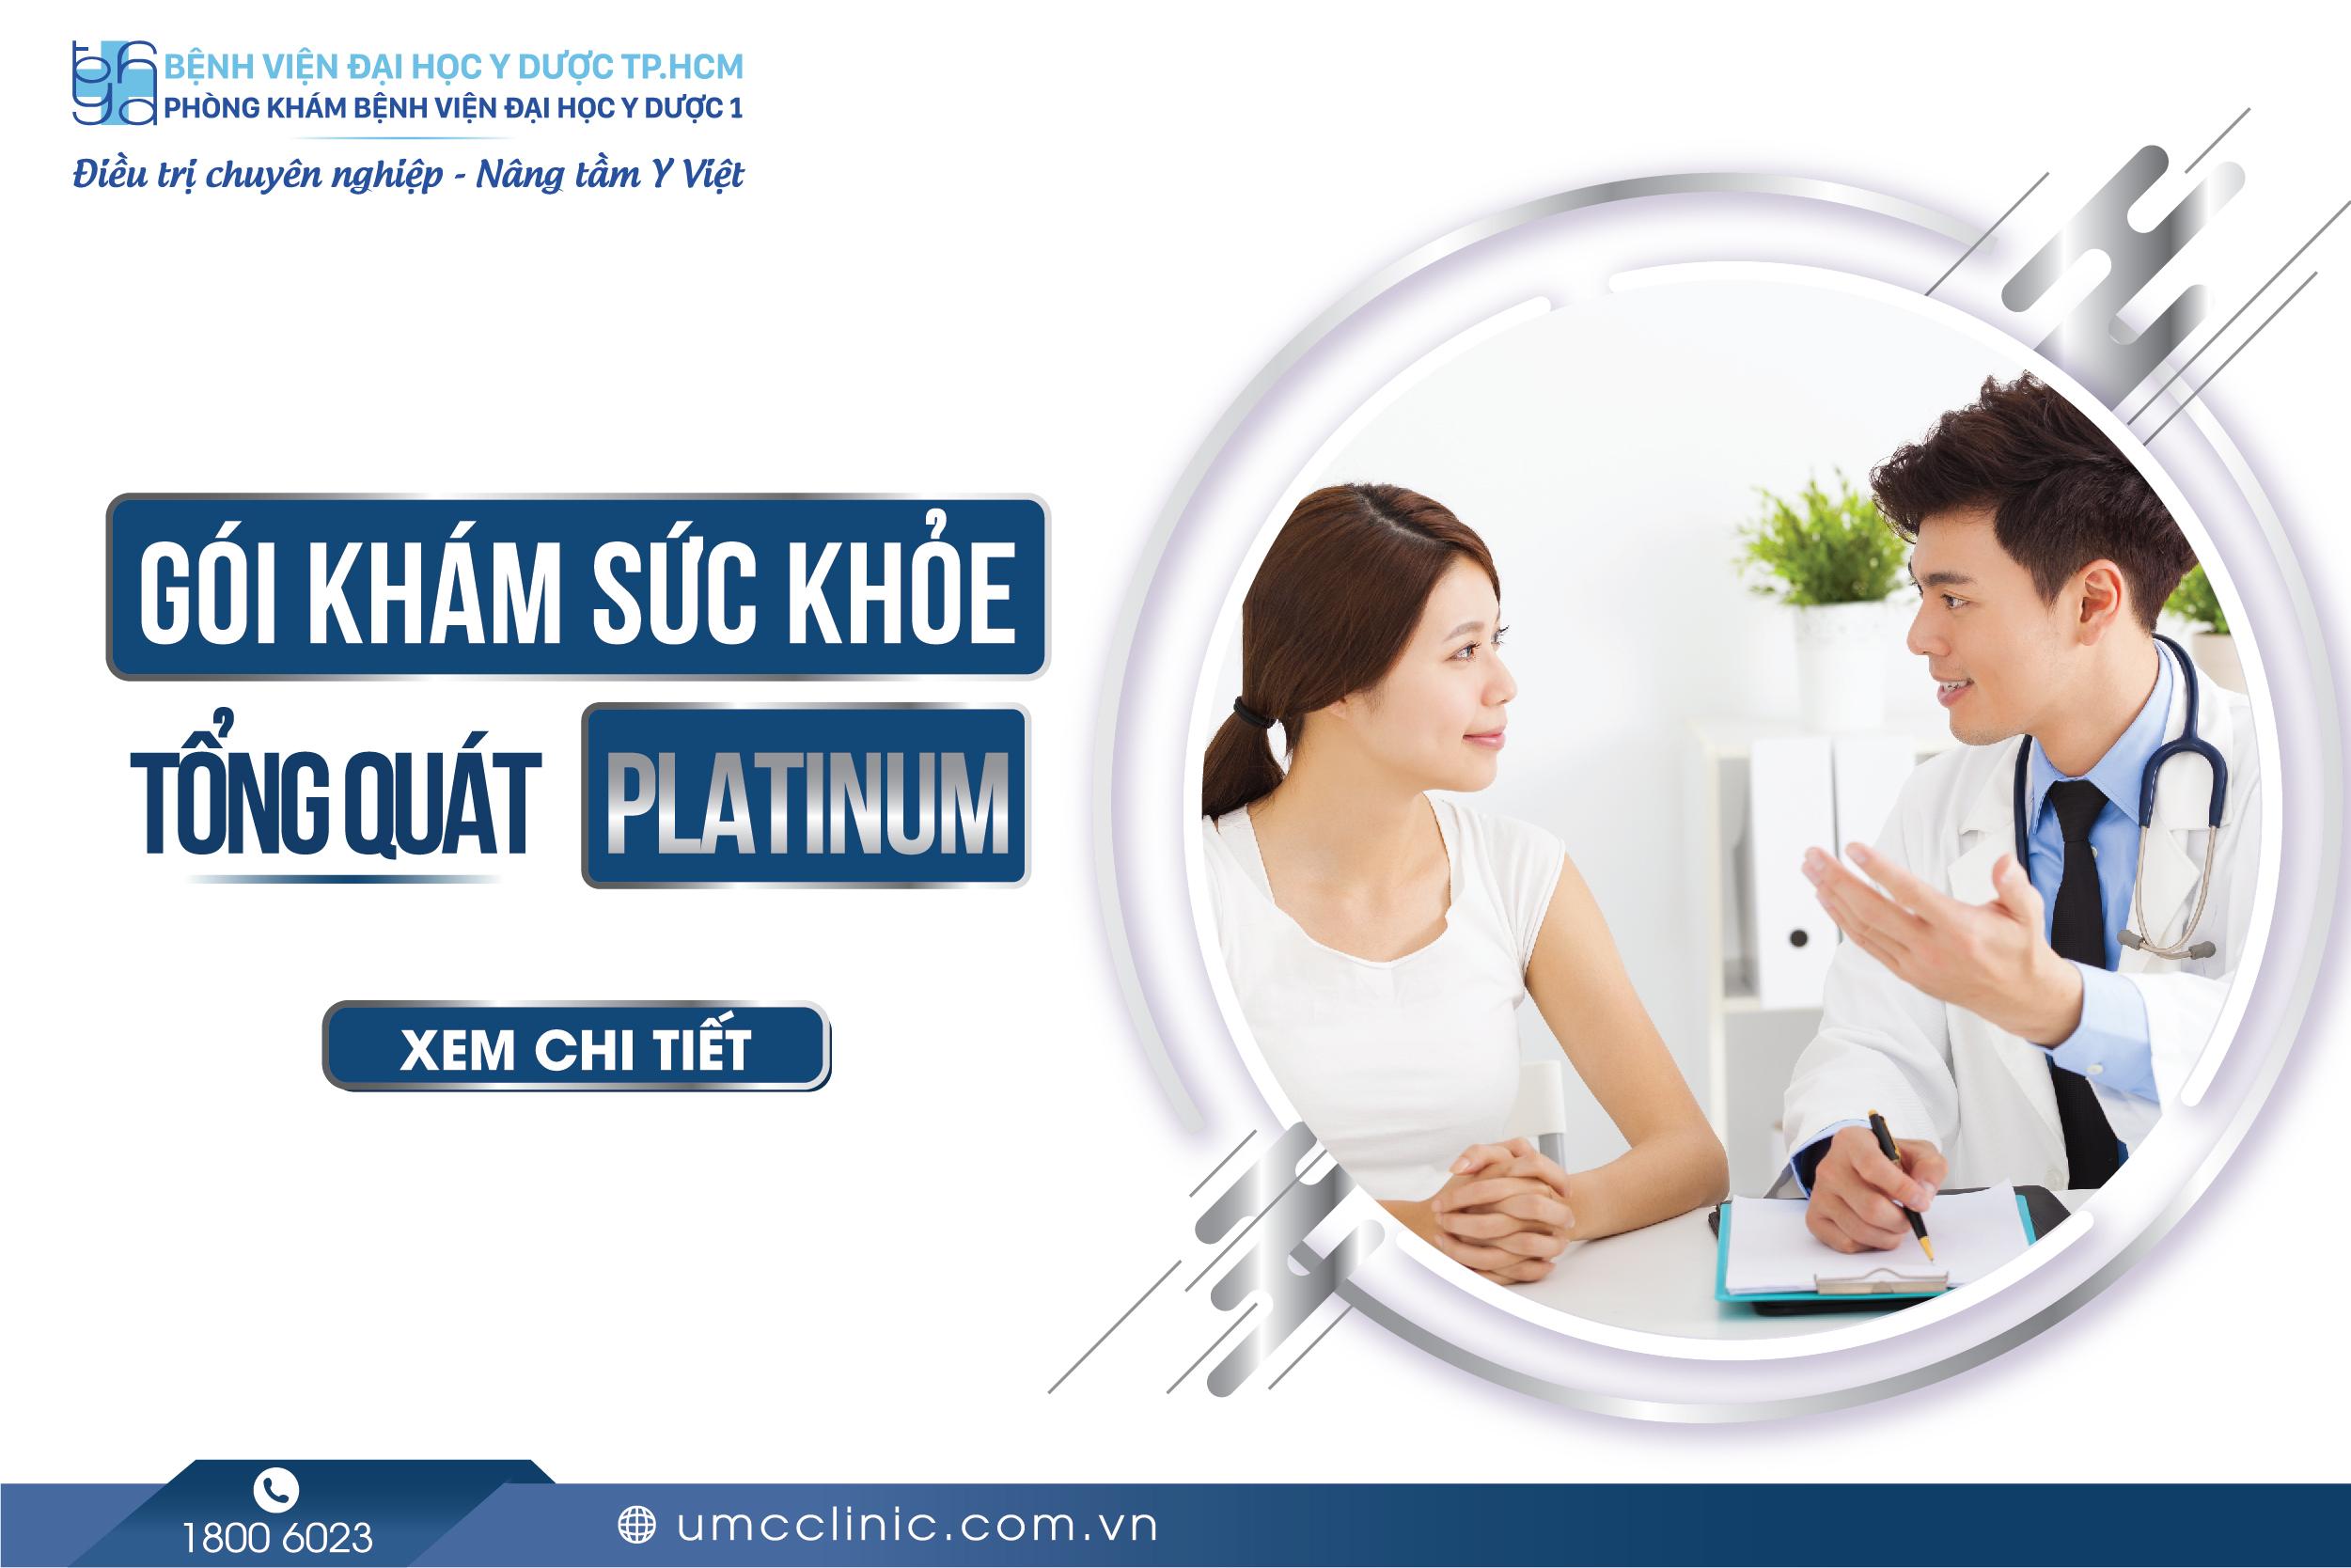 BỆNH VIỆN ĐẠI HỌC Y DƯỢC TP.HCM
PHÒNG KHÁM BỆNH VIỆN ĐẠI HỌC Y DƯỢC 1
Điều trị chuyên nghiệp - Nâng tầm Y Việt
GÓI KHÁM SỨC KHỎE
TỔNG QUÁT PLATINUM
XEM CHI TIẾT
1800 6023
umcclinic.com.vn